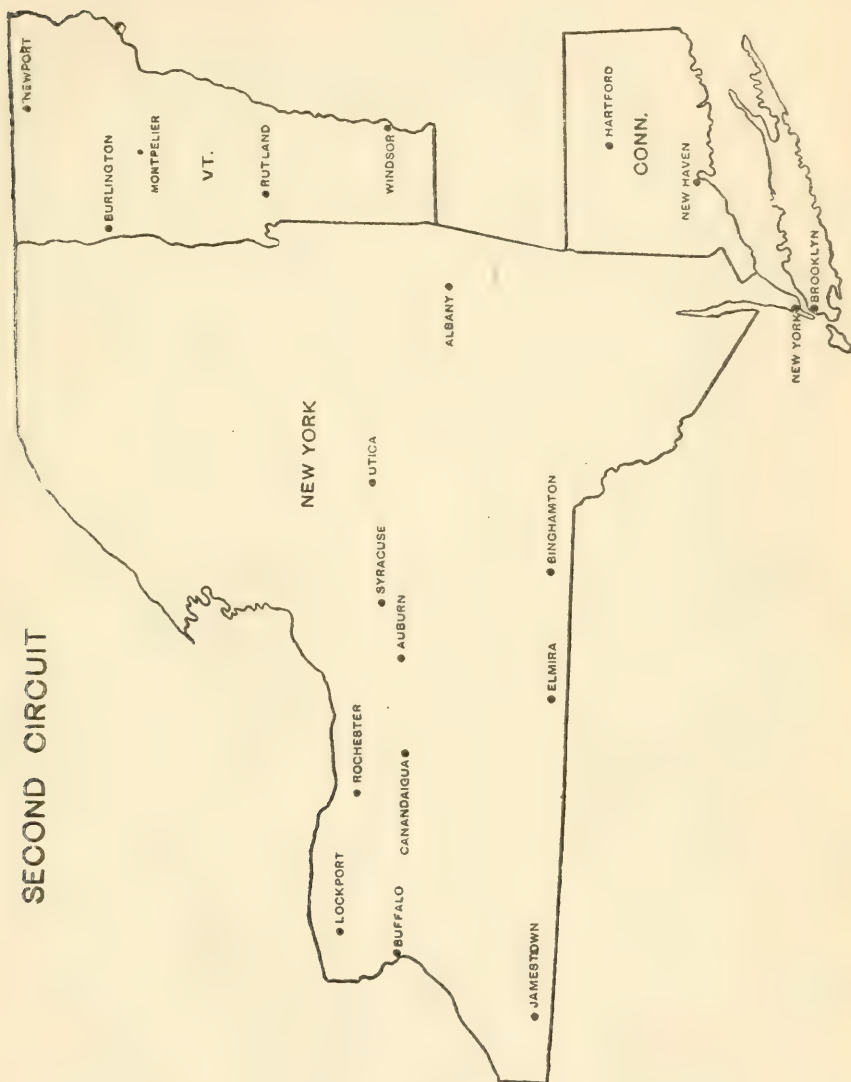 SECOND CIRCUIT
NEWPORT
BURLINGTON
MONTPELIER
VT.
RUTLAND
WINDSOR
NEW YORK
ALBANY
UTICA
SYRACUSE
AUBURN
ROCHESTER
CANANDAIGUA
LOCKPORT
BUFFALO
BINGHAMTON
ELMIRA
JAMESTOWN
HARTFORD
CONN.
NEW HAVEN
NEW YORK
BROOKLYN